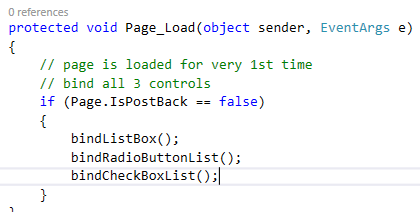 0 references
protected void Page_Load(object sender, EventArgs e)
{
    // page is loaded for very 1st time
    // bind all 3 controls
    if (Page.IsPostBack == false)
    {
        bindListBox();
        bindRadioButtonList();
        bindCheckBoxList();
    }
}